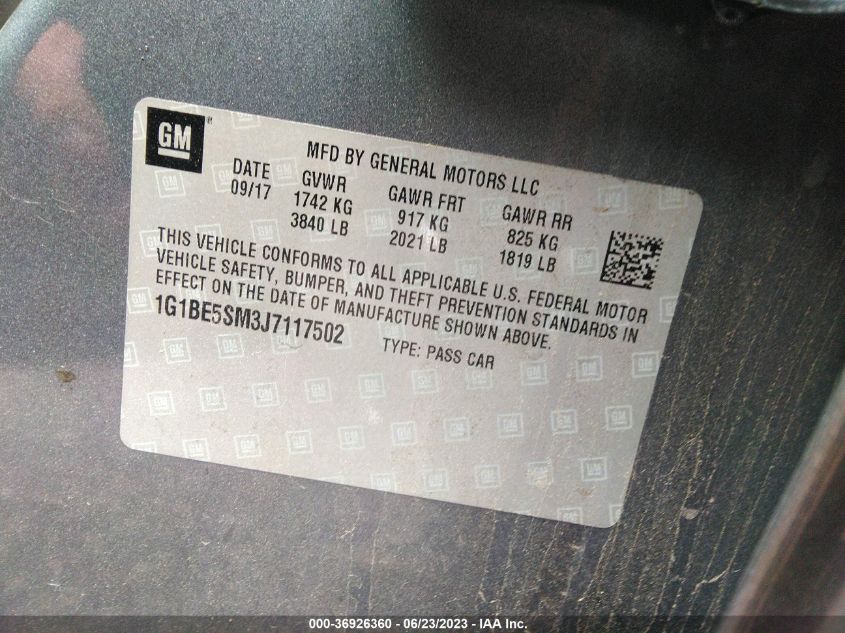 GM
MFD BY GENERAL MOTORS LLC
DATE GVWR GAWR FRT GAWR RR
09/17 1742 KG 917 KG 825 KG
3840 LB 2021 LB 1819 LB
THIS VEHICLE CONFORMS TO ALL APPLICABLE U.S. FEDERAL MOTOR
VEHICLE SAFETY, BUMPER, AND THEFT PREVENTION STANDARDS IN
EFFECT ON THE DATE OF MANUFACTURE SHOWN ABOVE.
1G1BE5SM3J7117502 TYPE: PASS CAR
000-36926360 - 06/23/2023 - IAA Inc.